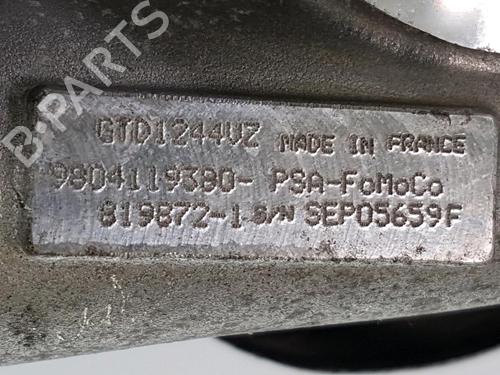 B-PARTS
GTD1244VZ MADE IN FRANCE
9804119380- PSA-FoMoCo
819872-1 S/N SEP05659F